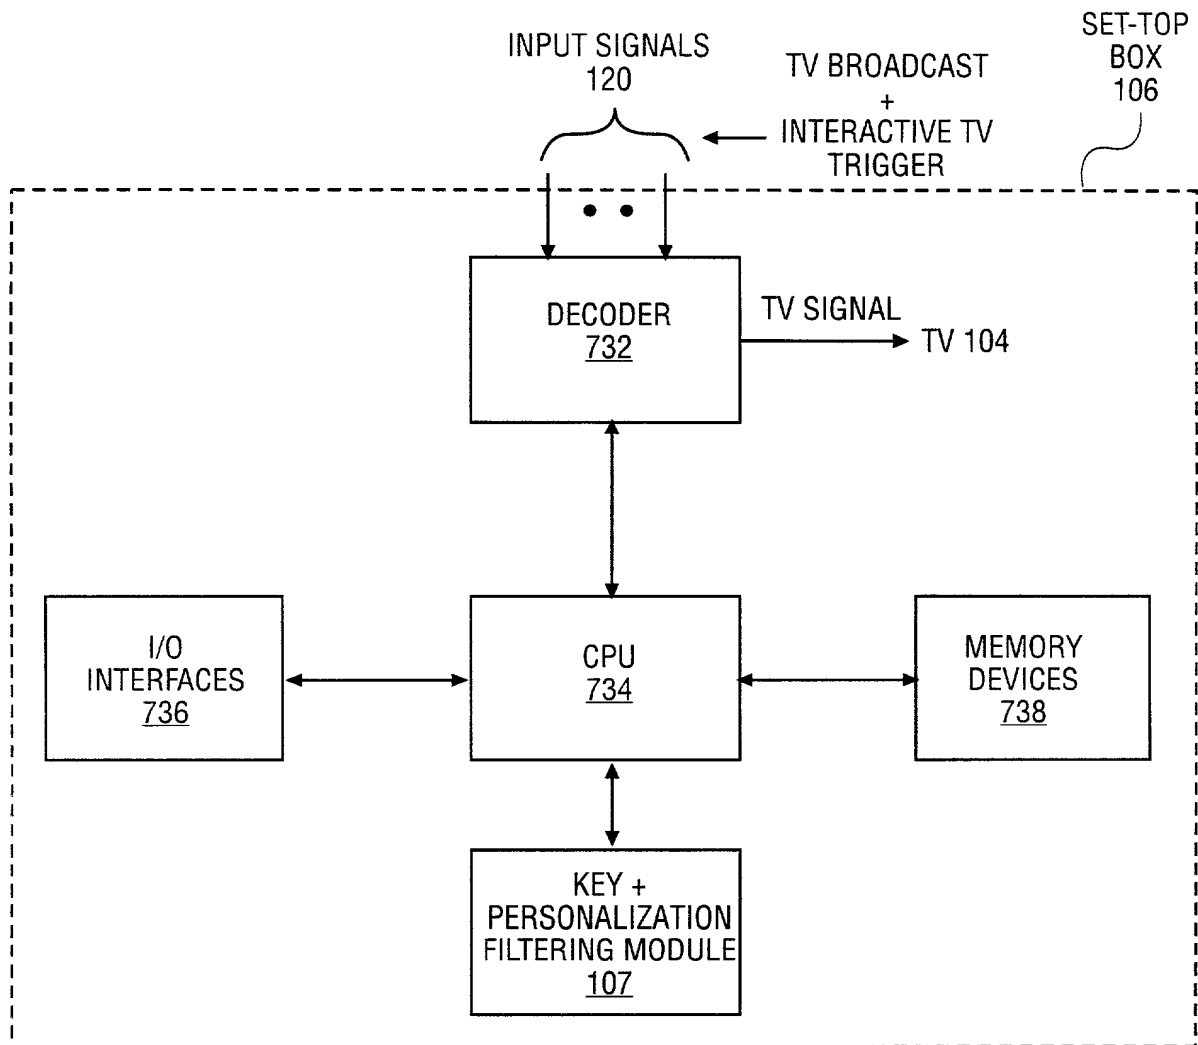 INPUT SIGNALS
120
TV BROADCAST
+
INTERACTIVE TV
TRIGGER
SET-TOP
BOX
106
DECODER
732
TV SIGNAL
TV 104
I/O
INTERFACES
736
CPU
734
MEMORY
DEVICES
738
KEY +
PERSONALIZATION
FILTERING MODULE
107